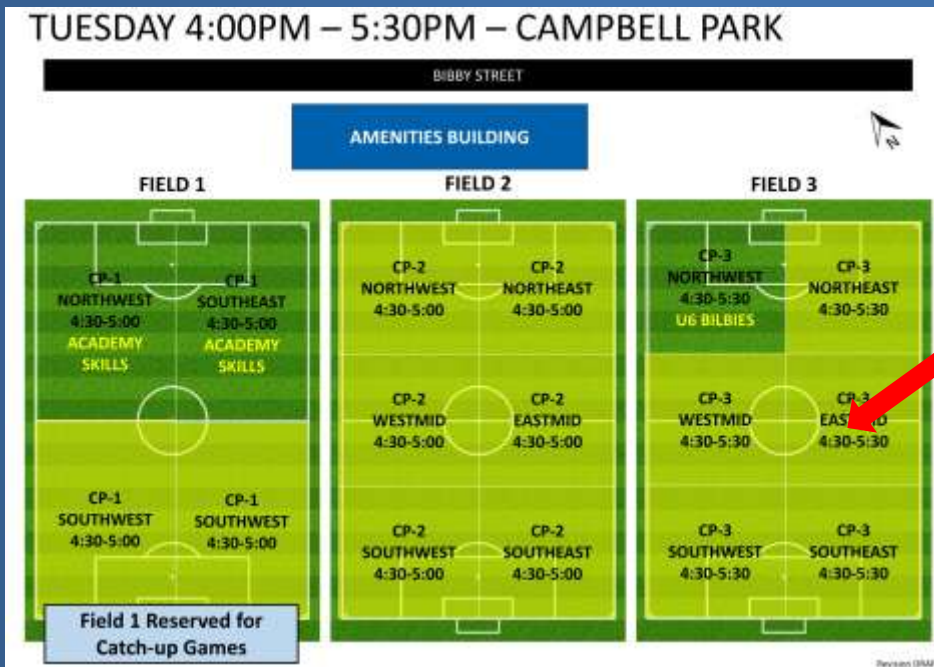 TUESDAY 4:00PM – 5:30PM – CAMPBELL PARK
BIBBY STREET
AMENITIES BUILDING
N
FIELD 1
FIELD 2
FIELD 3
CP-1
NORTHWEST
4:30-5:00
ACADEMY
SKILLS
CP-1
SOUTHEAST
4:30-5:00
ACADEMY
SKILLS
CP-1
SOUTHWEST
4:30-5:00
CP-1
SOUTHWEST
4:30-5:00
Field 1 Reserved for
Catch-up Games
CP-2
NORTHWEST
4:30-5:00
CP-2
NORTHEAST
4:30-5:00
CP-2
WESTMID
4:30-5:00
CP-2
EASTMID
4:30-5:00
CP-2
SOUTHWEST
4:30-5:00
CP-2
SOUTHEAST
4:30-5:00
CP-3
NORTHWEST
4:30-5:30
U6 BILBIES
CP-3
NORTHEAST
4:30-5:30
CP-3
WESTMID
4:30-5:30
CP-3
EASTMID
4:30-5:30
CP-3
SOUTHWEST
4:30-5:30
CP-3
SOUTHEAST
4:30-5:30